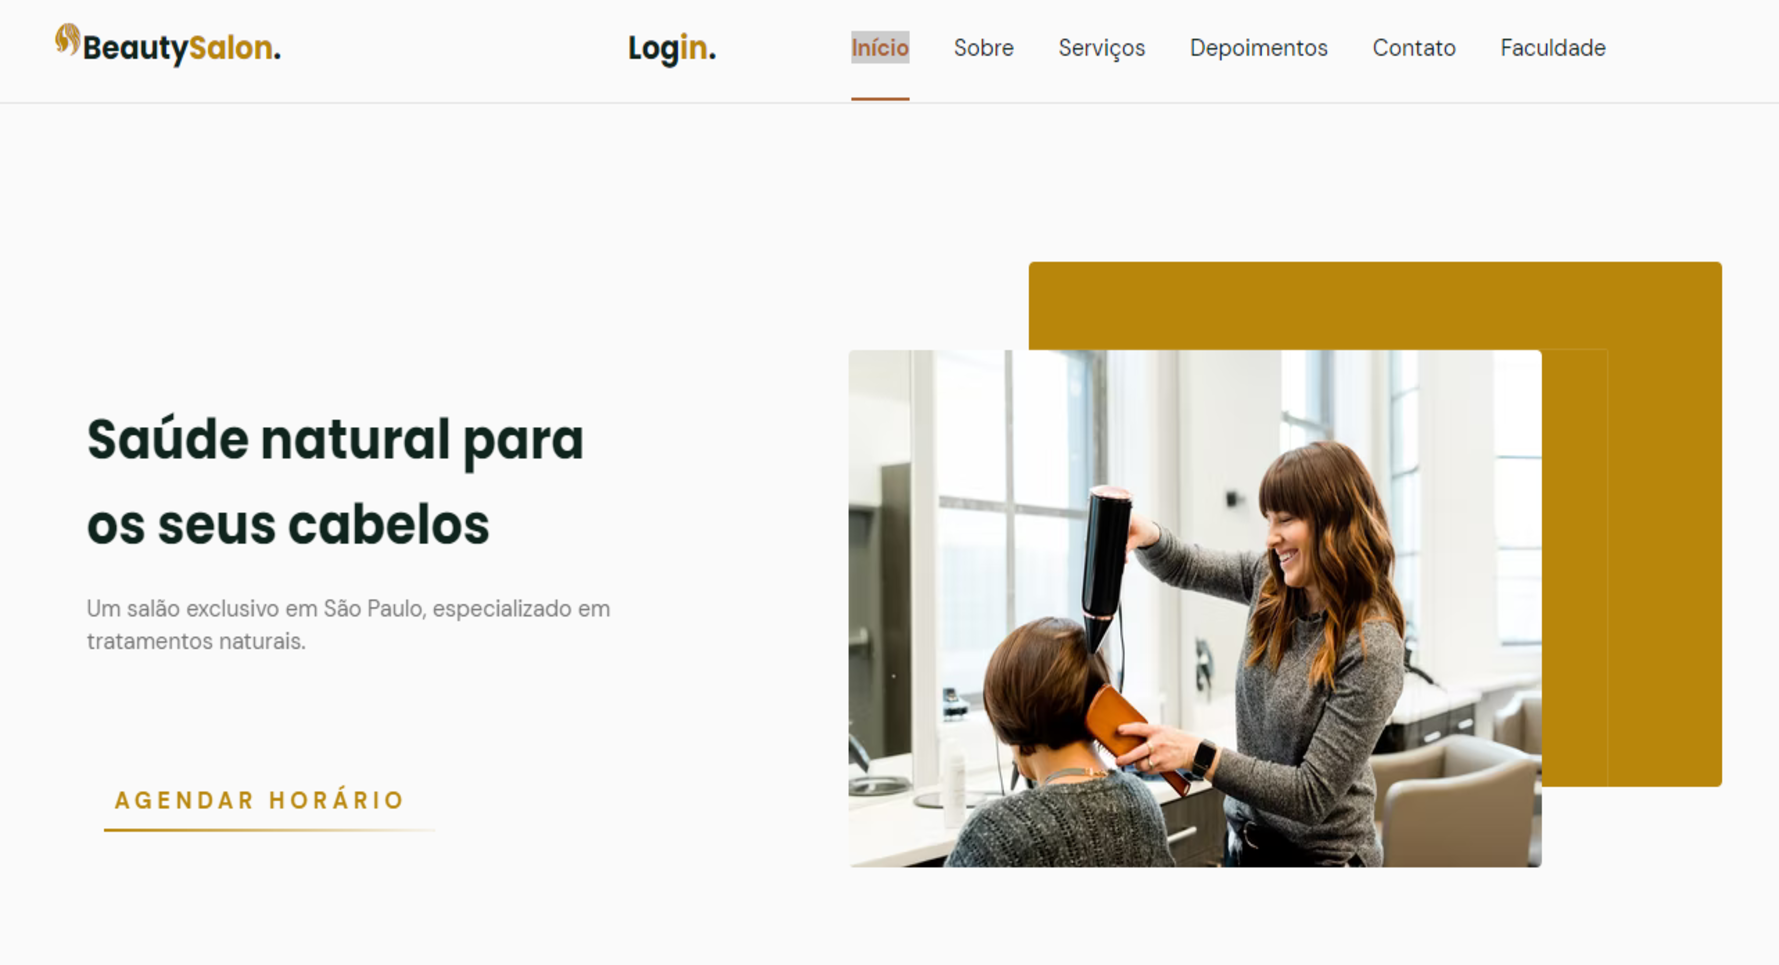 BeautySalon.
Login.
Início
Sobre
Serviços
Depoimentos
Contato
Faculdade
Saúde natural para
os seus cabelos
Um salão exclusivo em São Paulo, especializado em
tratamentos naturais.
AGENDAR HORÁRIO